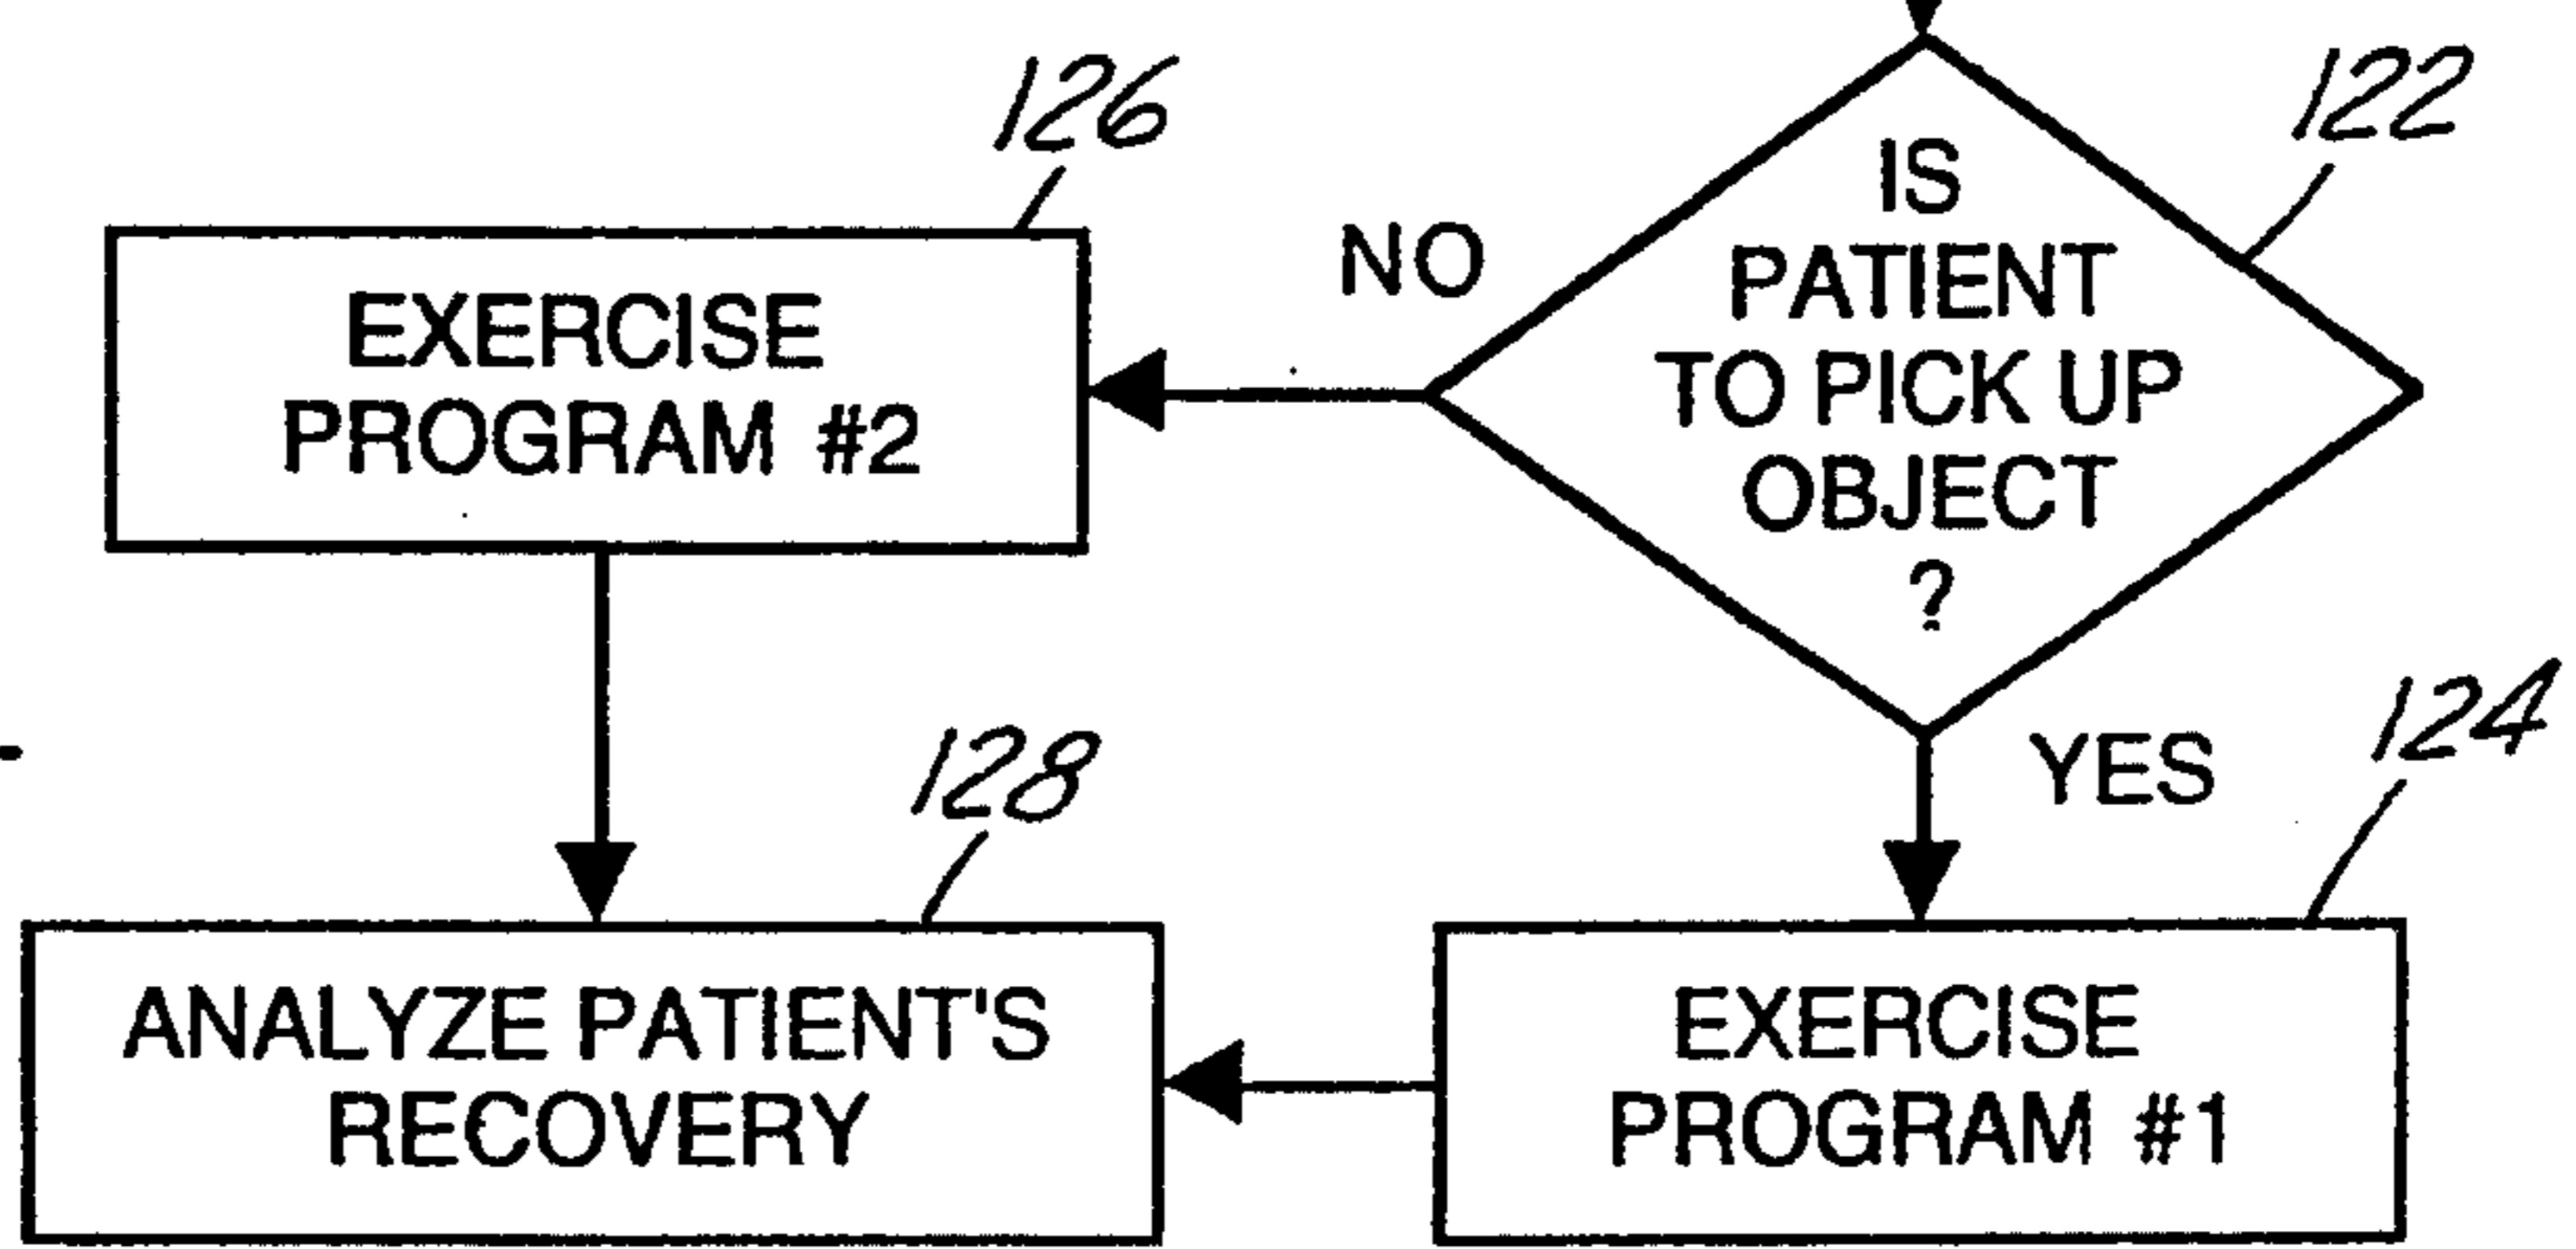 126
122
IS
PATIENT
TO PICK UP
OBJECT
?
NO
EXERCISE
PROGRAM #2
YES
124
128
ANALYZE PATIENT'S
RECOVERY
EXERCISE
PROGRAM #1